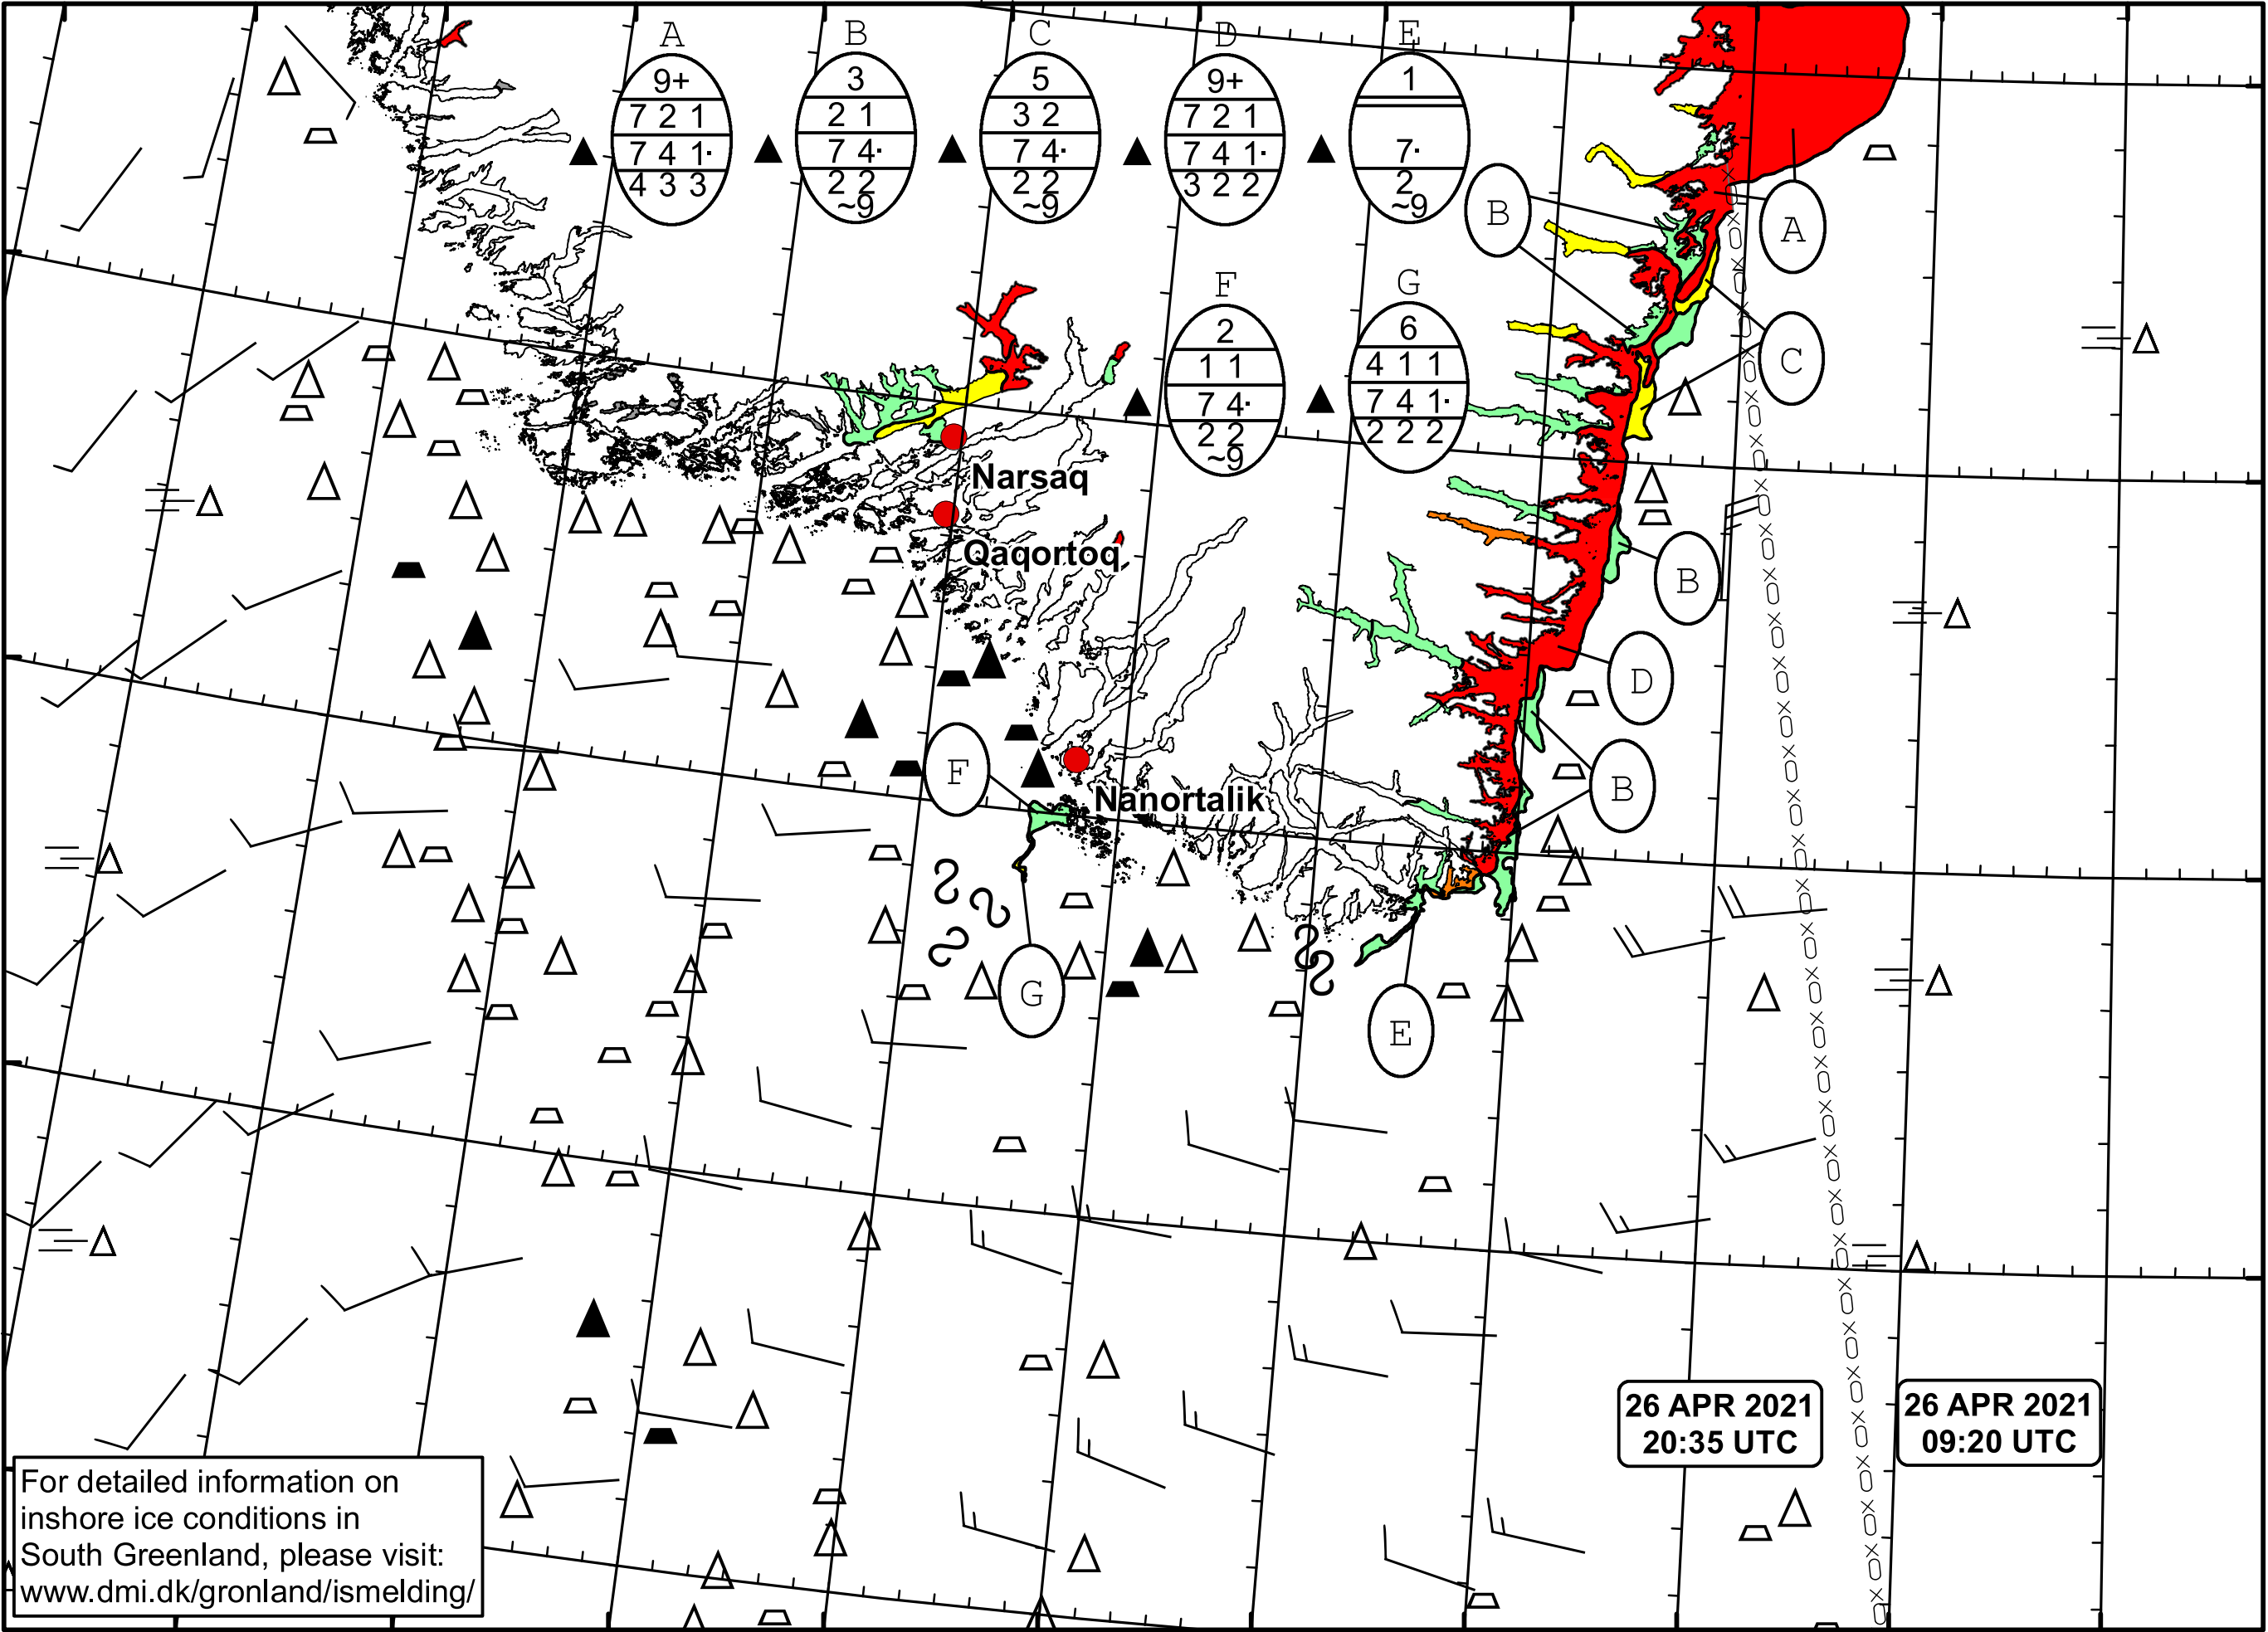 A B C D E
9+ 3 5 9+ 1
7 2 1 2 1 3 2 7 2 1
7 4 1· 7 4· 7 4· 7 4 1· 7·
4 3 3 2 2 2 2 3 2 2 2
~9 ~9 ~9
B
A
F G
2 6
1 1 4 1 1
7 4· 7 4 1·
2 2 2 2 2
~9
C
Narsaq
Qaqortoq
B
D
F
B
Nanortalik
G
E
26 APR 2021
20:35 UTC
26 APR 2021
09:20 UTC
For detailed information on
inshore ice conditions in
South Greenland, please visit:
www.dmi.dk/gronland/ismelding/